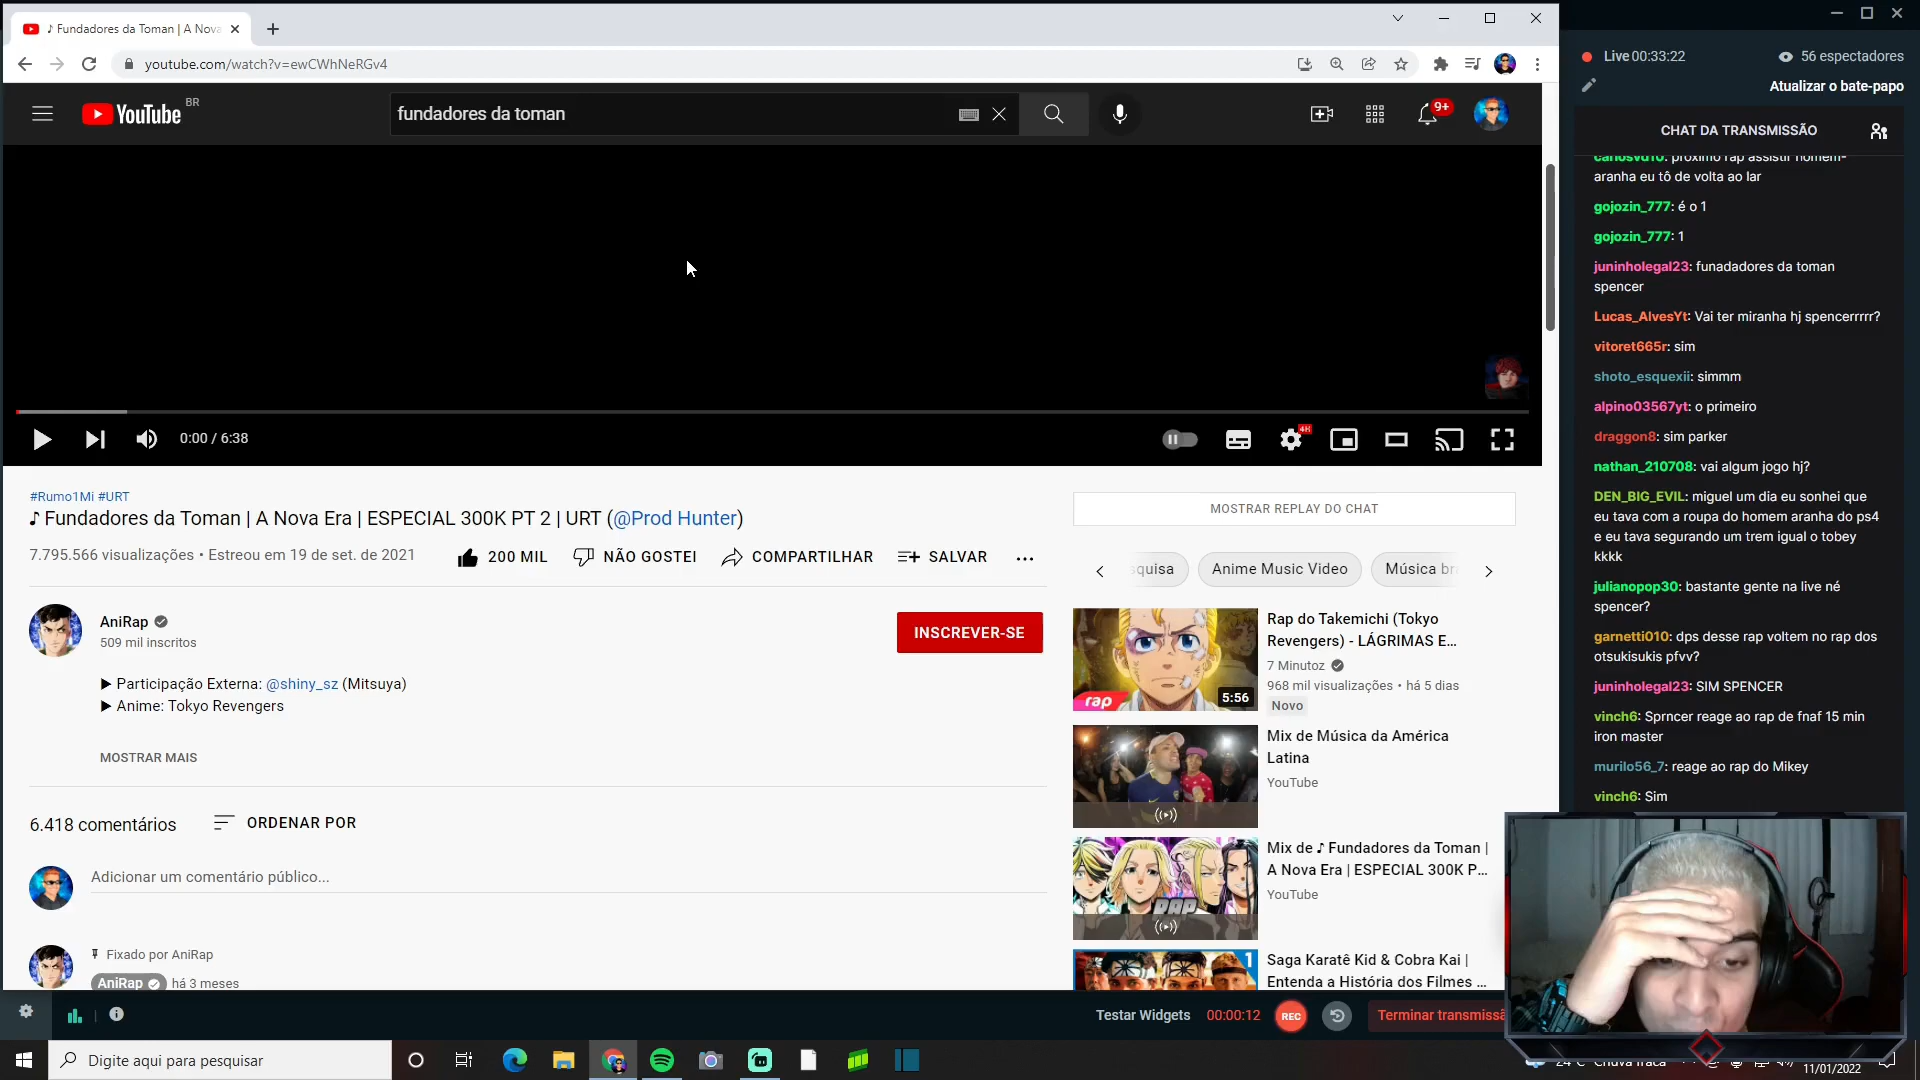 ♪ Fundadores da Toman | A Nova
youtube.com/watch?v=ewCWhNeRGv4
YouTube BR
fundadores da toman
9+
0:00 / 6:38
#Rumo1Mi #URT
♪ Fundadores da Toman | A Nova Era | ESPECIAL 300K PT 2 | URT (@Prod Hunter)
7.795.566 visualizações • Estreou em 19 de set. de 2021
200 MIL
NÃO GOSTEI
COMPARTILHAR
SALVAR
AniRap
509 mil inscritos
INSCREVER-SE
▶ Participação Externa: @shiny_sz (Mitsuya)
▶ Anime: Tokyo Revengers
MOSTRAR MAIS
6.418 comentários
ORDENAR POR
Adicionar um comentário público...
Fixado por AniRap
AniRap há 3 meses
MOSTRAR REPLAY DO CHAT
squisa
Anime Music Video
Música br
rap
5:56
Rap do Takemichi (Tokyo
Revengers) - LÁGRIMAS E...
7 Minutoz
968 mil visualizações • há 5 dias
Novo
Mix de Música da América
Latina
YouTube
RAP
Mix de ♪ Fundadores da Toman |
A Nova Era | ESPECIAL 300K P...
YouTube
1
Saga Karatê Kid & Cobra Kai |
Entenda a História dos Filmes ...
Live 00:33:22
56 espectadores
Atualizar o bate-papo
CHAT DA TRANSMISSÃO
carlosvd10: próximo rap assistir homem-
aranha eu tô de volta ao lar
gojozin_777: é o 1
gojozin_777: 1
juninholegal23: funadadores da toman
spencer
Lucas_AlvesYt: Vai ter miranha hj spencerrrrr?
vitoret665r: sim
shoto_esquexii: simmm
alpino03567yt: o primeiro
draggon8: sim parker
nathan_210708: vai algum jogo hj?
DEN_BIG_EVIL: miguel um dia eu sonhei que
eu tava com a roupa do homem aranha do ps4
e eu tava segurando um trem igual o tobey
kkkk
julianopop30: bastante gente na live né
spencer?
garnetti010: dps desse rap voltem no rap dos
otsukisukis pfvv?
juninholegal23: SIM SPENCER
vinch6: Sprncer reage ao rap de fnaf 15 min
iron master
murilo56_7: reage ao rap do Mikey
vinch6: Sim
Testar Widgets
00:00:12
REC
Terminar transmissã
Digite aqui para pesquisar
24°C Chuva fraca
11/01/2022